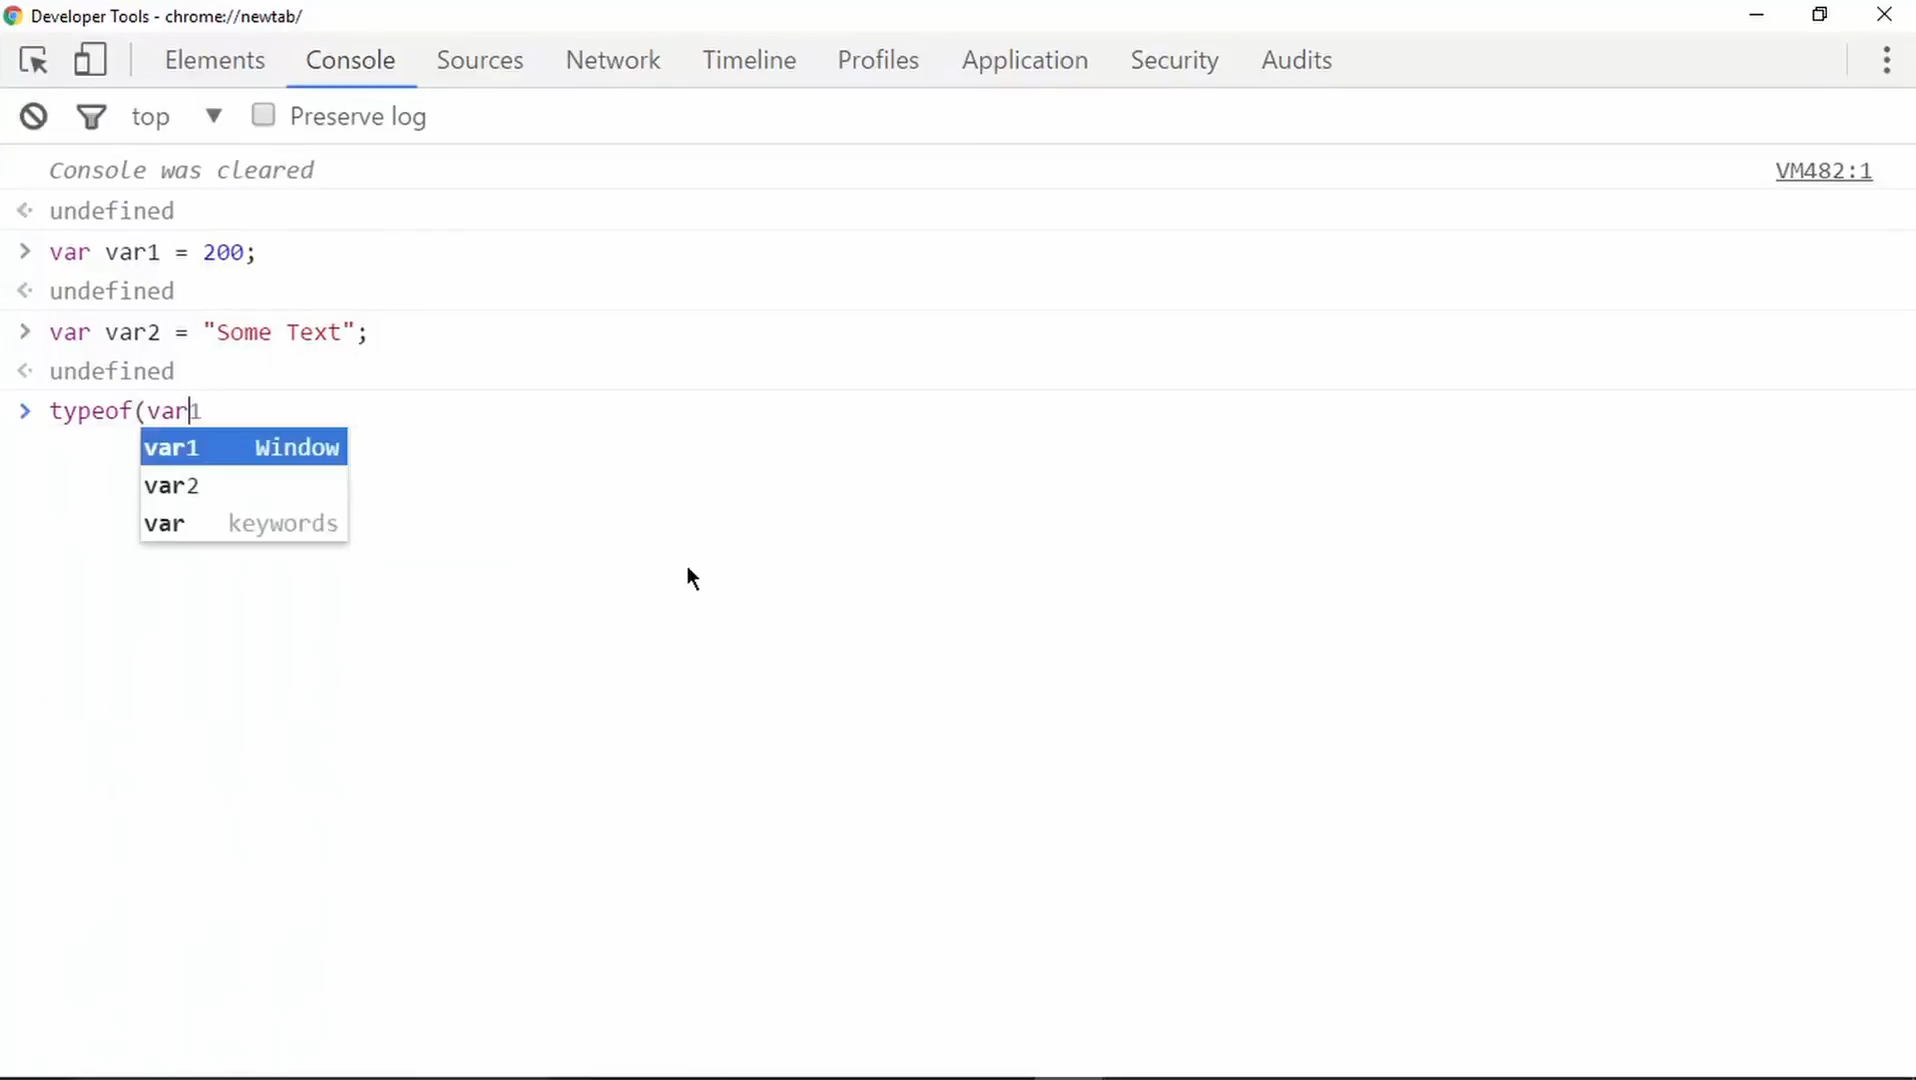 Developer Tools - chrome://newtab/
Elements Console Sources Network Timeline Profiles Application Security Audits
top Preserve log
Console was cleared VM482:1
undefined
var var1 = 200;
undefined
var var2 = "Some Text";
undefined
typeof(var1
var1 Window
var2
var keywords